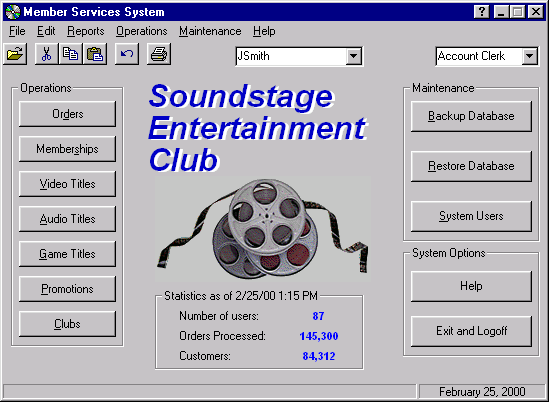 Member Services System
File Edit Reports Operations Maintenance Help
JSmith
Account Clerk
Operations
Orders
Memberships
Video Titles
Audio Titles
Game Titles
Promotions
Clubs
Soundstage
Entertainment
Club
Statistics as of 2/25/00 1:15 PM
Number of users: 87
Orders Processed: 145,300
Customers: 84,312
Maintenance
Backup Database
Restore Database
System Users
System Options
Help
Exit and Logoff
February 25, 2000